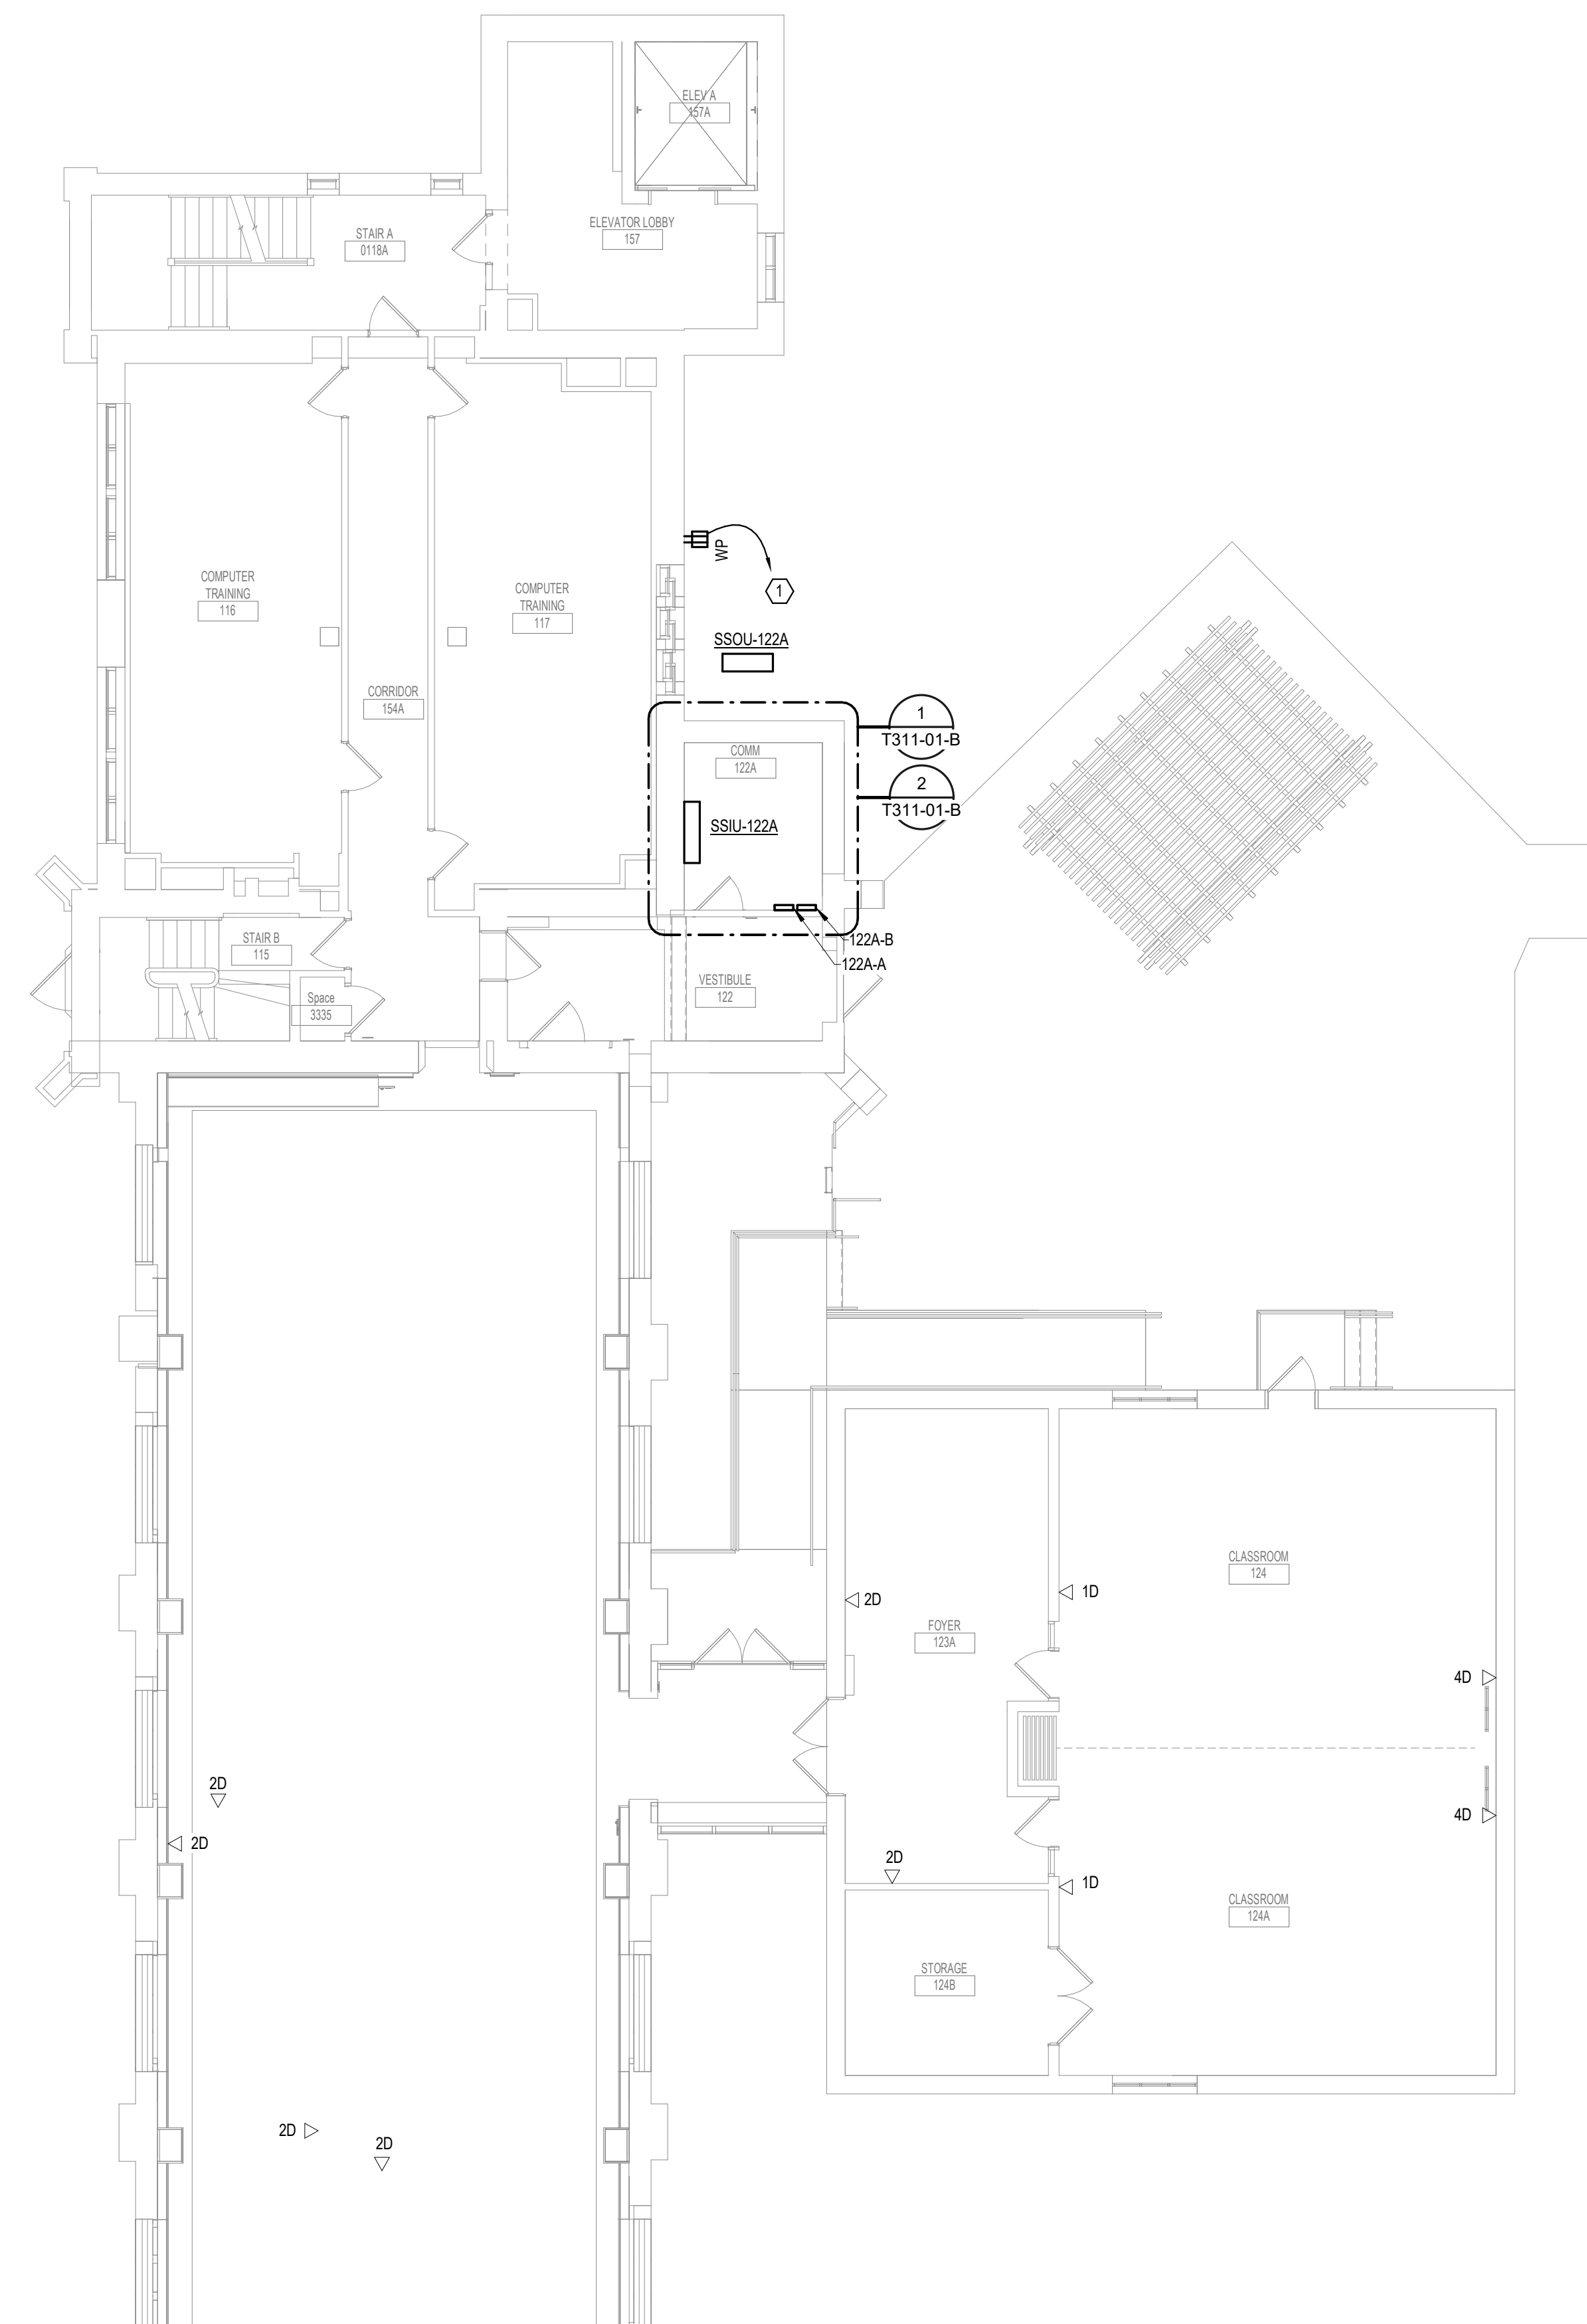 ELEV A
157A
ELEVATOR LOBBY
157
STAIR A
0118A
WP
1
COMPUTER
TRAINING
116
COMPUTER
TRAINING
117
SSOU-122A
CORRIDOR
154A
1
T311-01-B
COMM
122A
2
T311-01-B
SSIU-122A
STAIR B
115
122A-B
122A-A
VESTIBULE
122
Space
3335
CLASSROOM
124
1D
2D
FOYER
123A
4D
2D
4D
2D
2D
1D
CLASSROOM
124A
STORAGE
124B
2D
2D